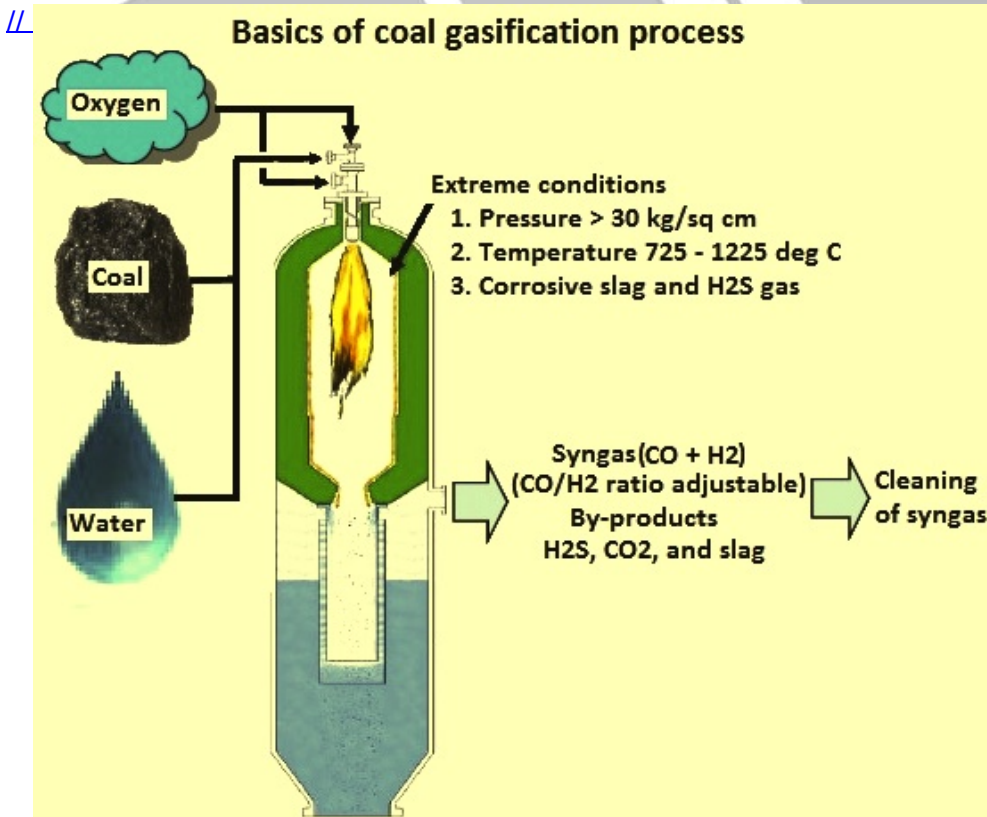 //
Basics of coal gasification process
Oxygen
Extreme conditions
1. Pressure > 30 kg/sq cm
2. Temperature 725 - 1225 deg C
3. Corrosive slag and H2S gas
Coal
Water
Syngas(CO + H2)
(CO/H2 ratio adjustable)
By-products
H2S, CO2, and slag
Cleaning
of syngas